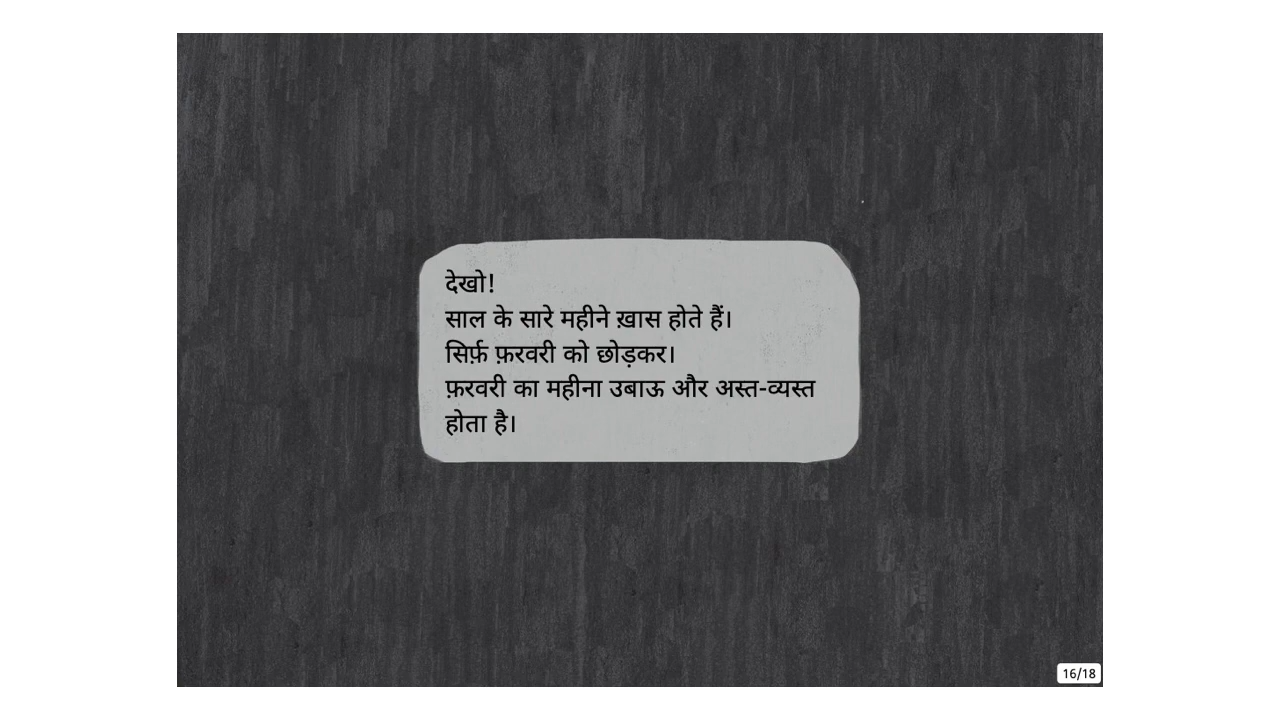 देखो!
साल के सारे महीने ख़ास होते हैं।
सिर्फ़ फ़रवरी को छोड़कर।
फ़रवरी का महीना उबाऊ और अस्त-व्यस्त
होता है।
16/18